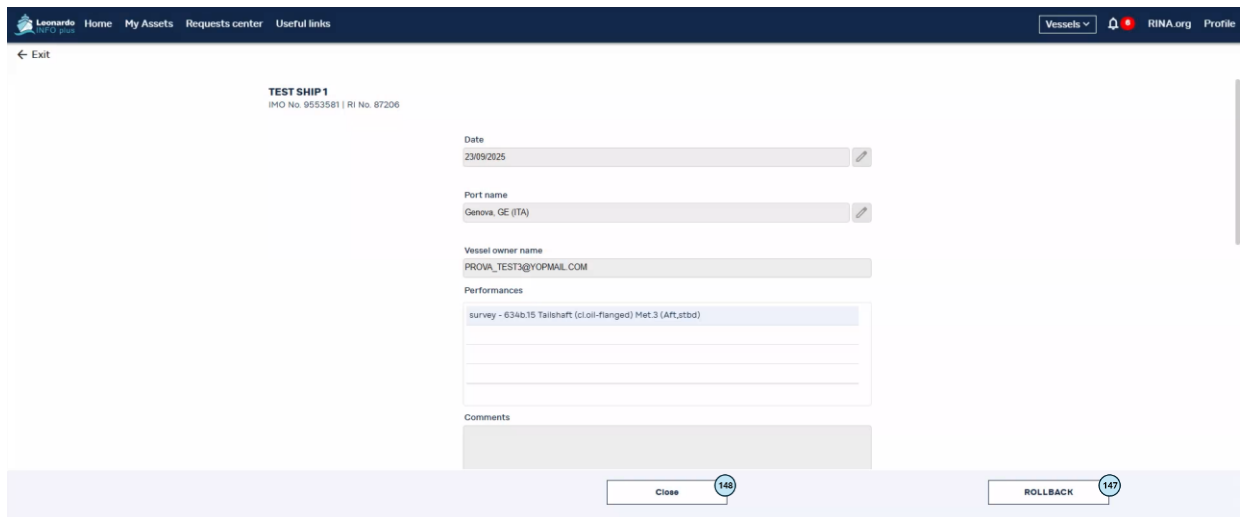 Leonardo
INFO plus
Home My Assets Requests center Useful links
Vessels 6 RINA.org Profile
← Exit
TEST SHIP 1
IMO No. 9553581 | RI No. 87206
Date
23/09/2025
Port name
Genova, GE (ITA)
Vessel owner name
PROVA_TEST3@YOPMAIL.COM
Performances
survey - 634b.15 Tailshaft (cl.oil-flanged) Met.3 (Aft,stbd)
Comments
Close 148 ROLLBACK 147